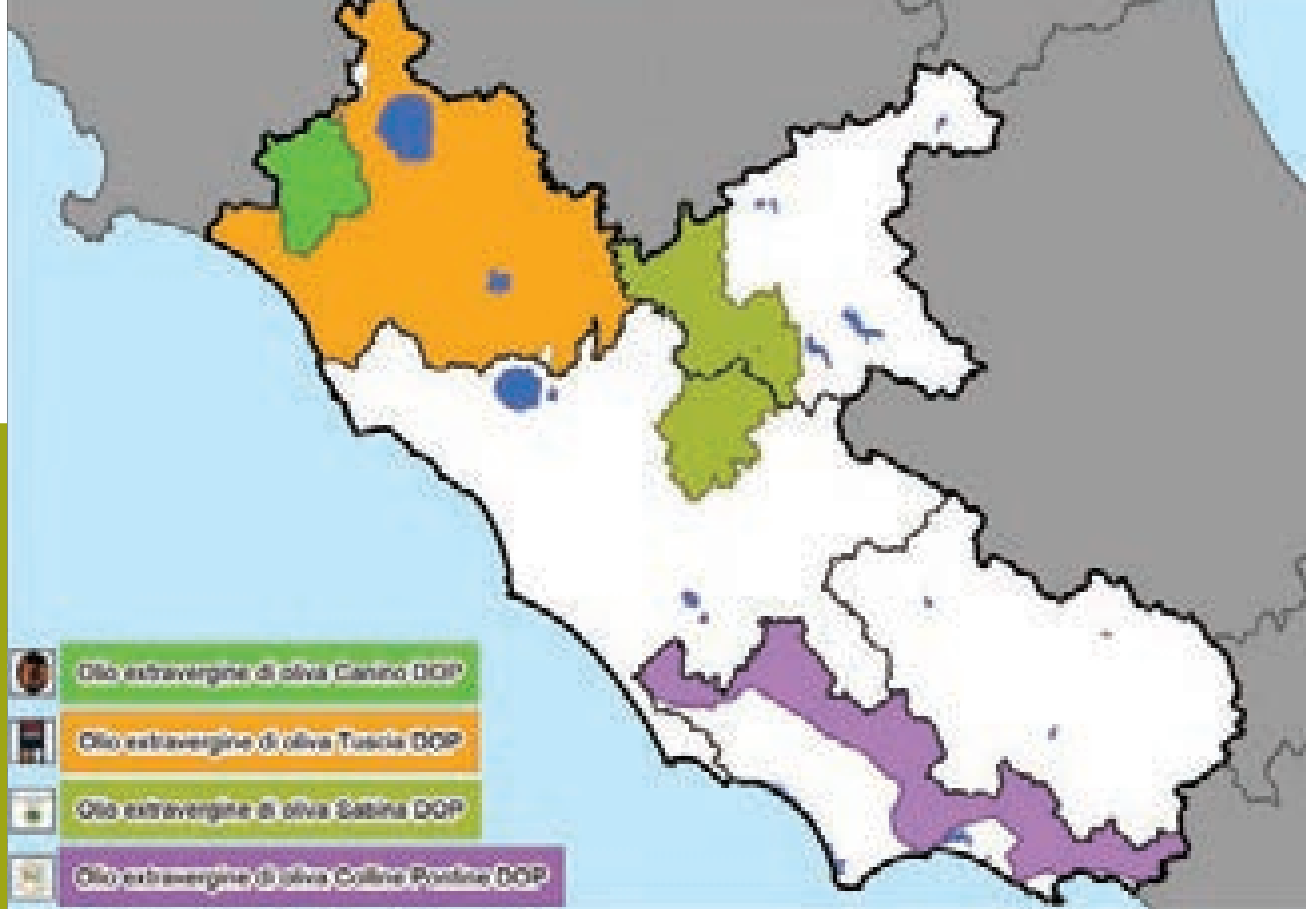 Olio extravergine di oliva Canino DOP
Olio extravergine di oliva Tuscia DOP
Olio extravergine di oliva Sabina DOP
Olio extravergine di oliva Colline Pontine DOP